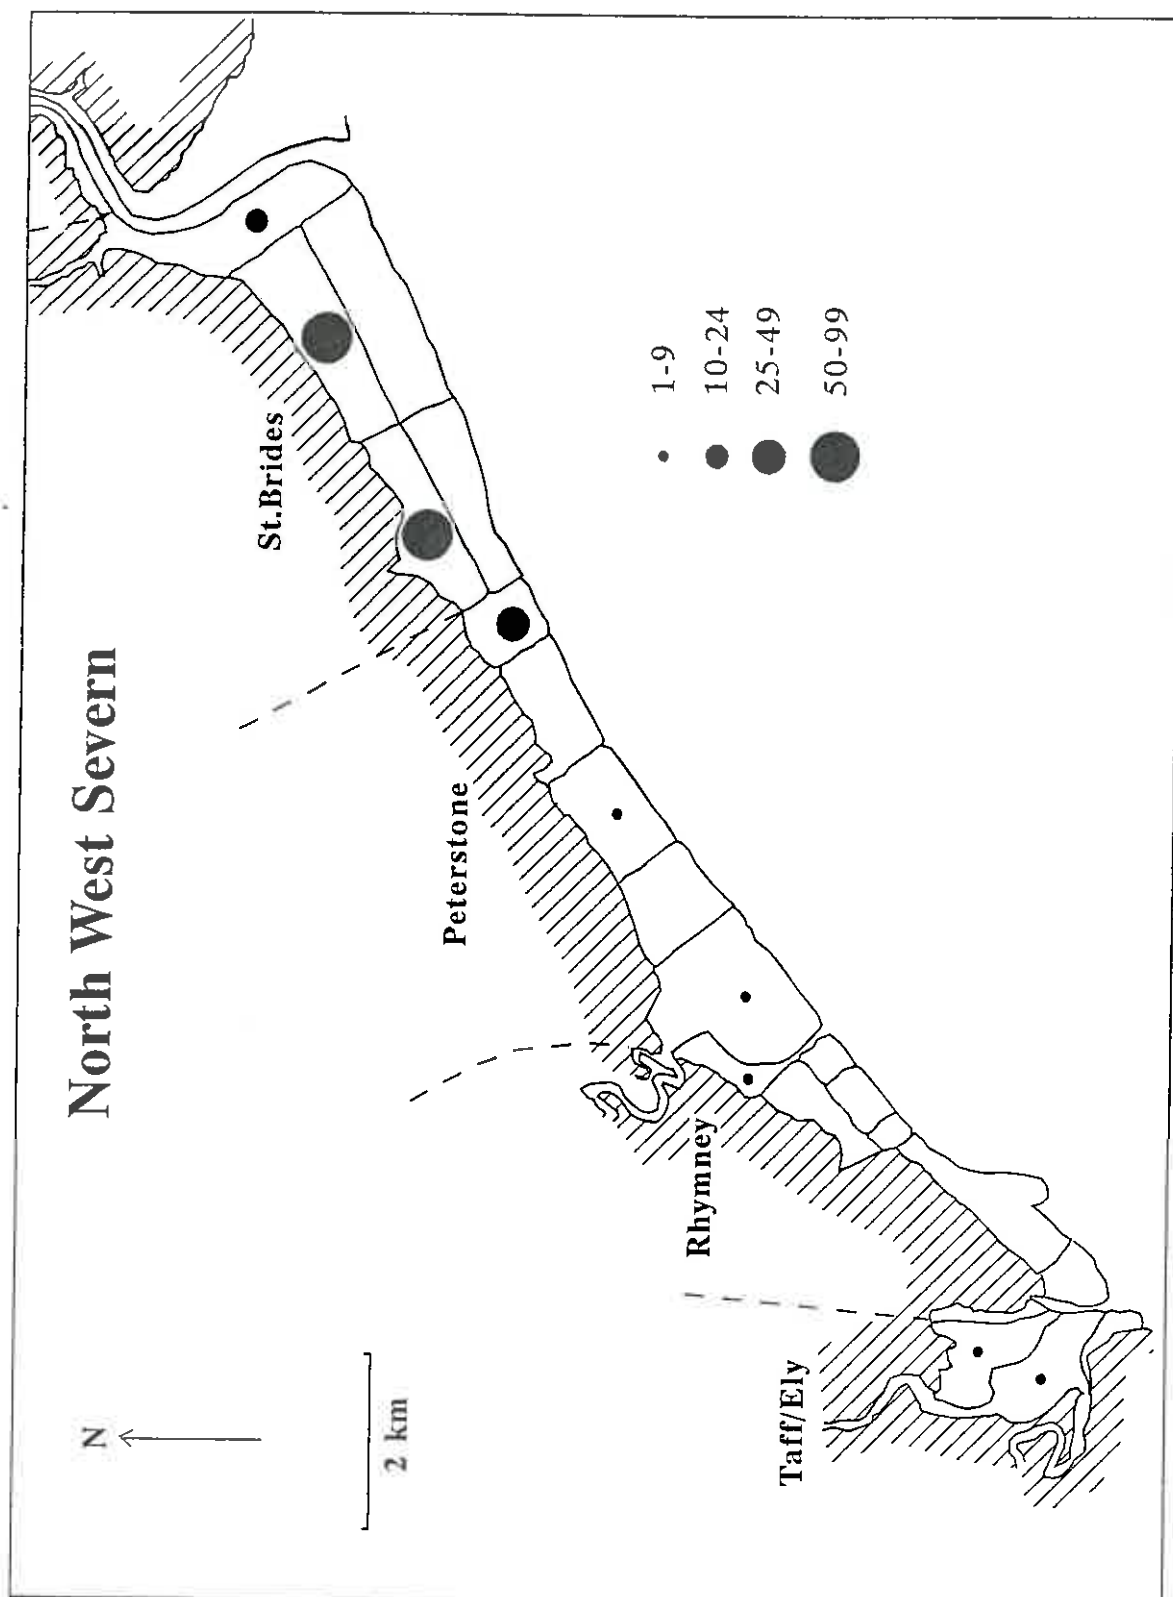 North West Severn
N
2 km
St.Brides
Peterstone
Rhymney
Taff/Ely
1-9
10-24
25-49
50-99